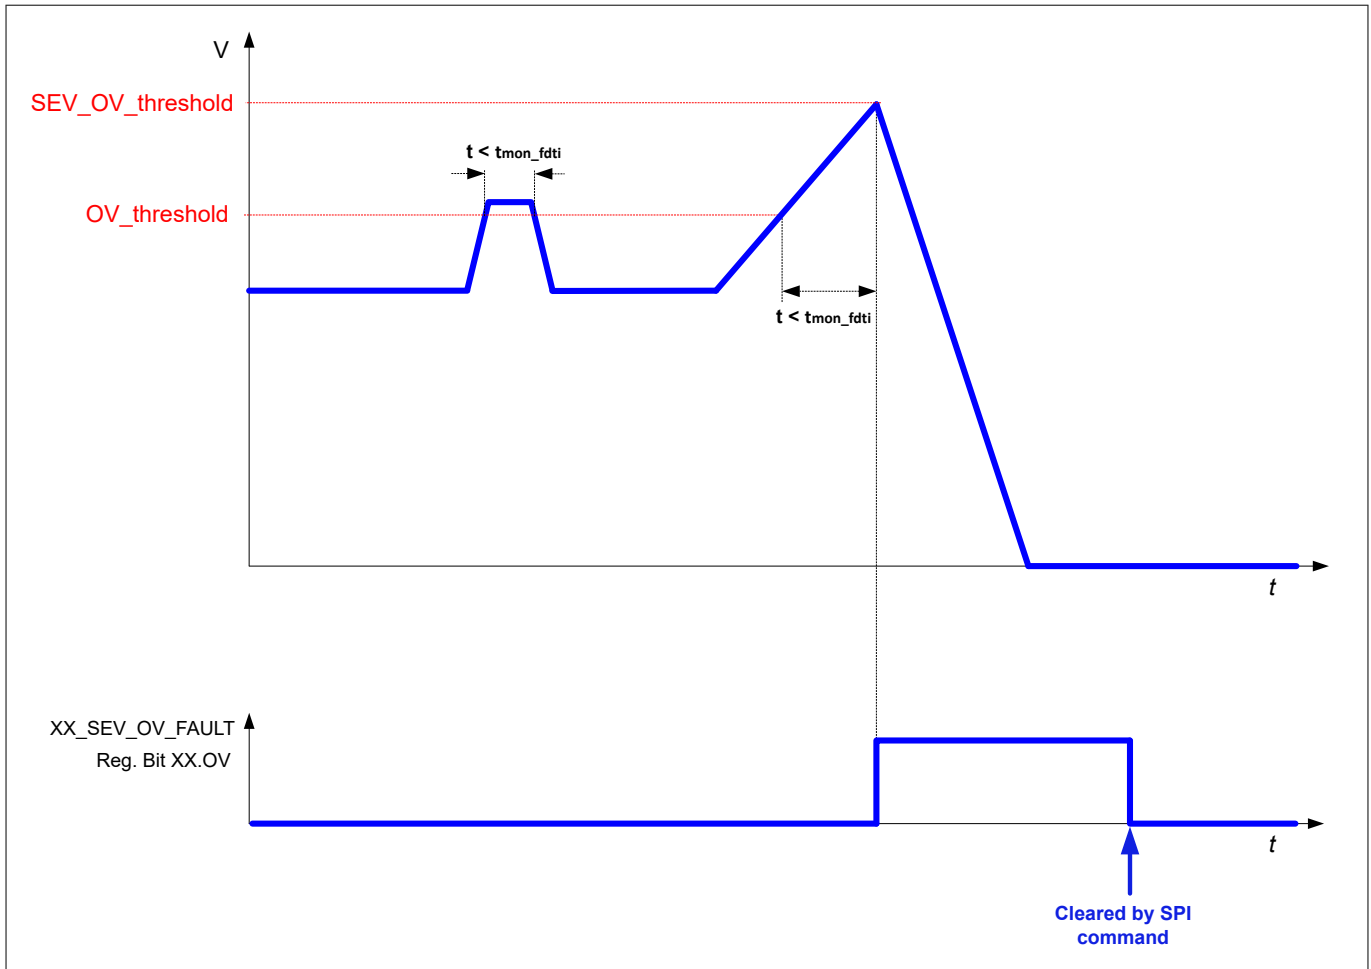 V
SEV_OV_threshold
t < tmon_fdti
OV_threshold
t < tmon_fdti
t
XX_SEV_OV_FAULT
Reg. Bit XX.OV
t
Cleared by SPI
command